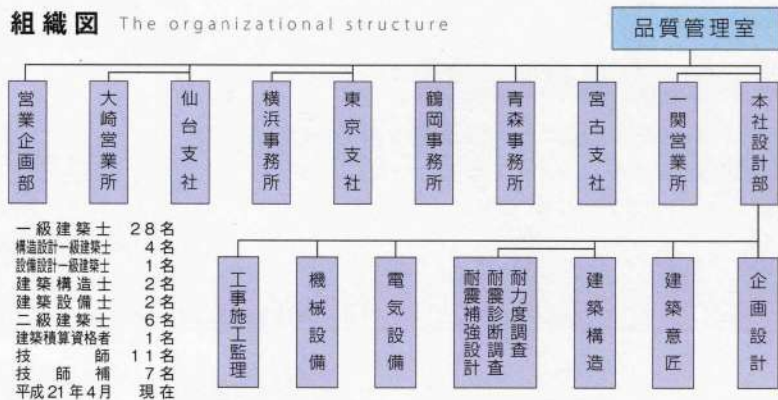 組織図 The organizational structure
品質管理室
営業企画部
大崎営業所
仙台支社
横浜事務所
東京支社
鶴岡事務所
青森事務所
宮古支社
一関営業所
本社設計部
一級建築士 28名
構造設計一級建築士 4名
設備設計一級建築士 1名
建築構造士 2名
建築設備士 2名
二級建築士 6名
建築積算資格者 1名
技師 11名
技師補 7名
平成21年4月 現在
工事施工監理
機械設備
電気設備
耐力度調査
耐震診断調査
耐震補強設計
建築構造
建築意匠
企画設計